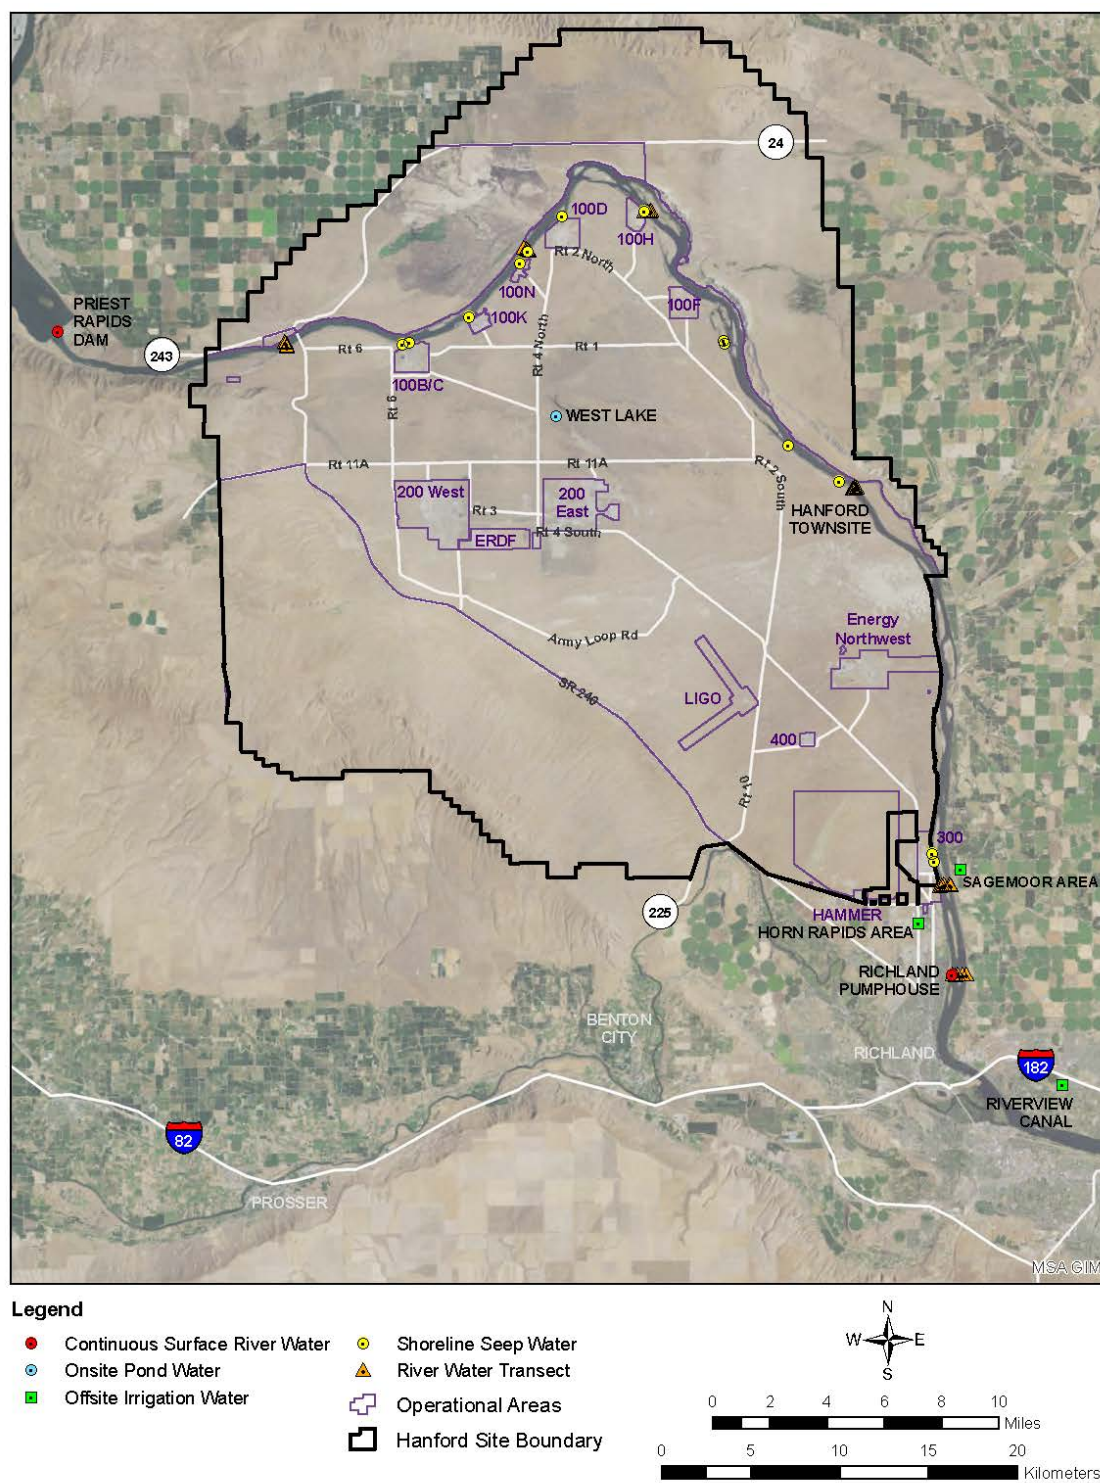 24
100D
100H
Rt 2 North
100N
100F
PRIEST
RAPIDS
DAM
100K
Rt 4 North
243
Rt 6
Rt 1
100B/C
Rt 6
WEST LAKE
Rt 11A
Rt 11A
Rt 2 South
200 West
200
East
Rt 3
HANFORD
TOWNSITE
ERDF
Rt 4 South
Energy
Northwest
Army Loop Rd
SR 240
LIGO
400
Rt 10
300
SAGEMOOR AREA
225
HAMMER
HORN RAPIDS AREA
RICHLAND
PUMPHOUSE
BENTON
CITY
RICHLAND
182
RIVERVIEW
CANAL
82
PROSSER
MSA GIM
Legend
Continuous Surface River Water
Onsite Pond Water
Offsite Irrigation Water
Shoreline Seep Water
River Water Transect
Operational Areas
Hanford Site Boundary
N
W E
S
0 2 4 6 8 10
Miles
0 5 10 15 20
Kilometers